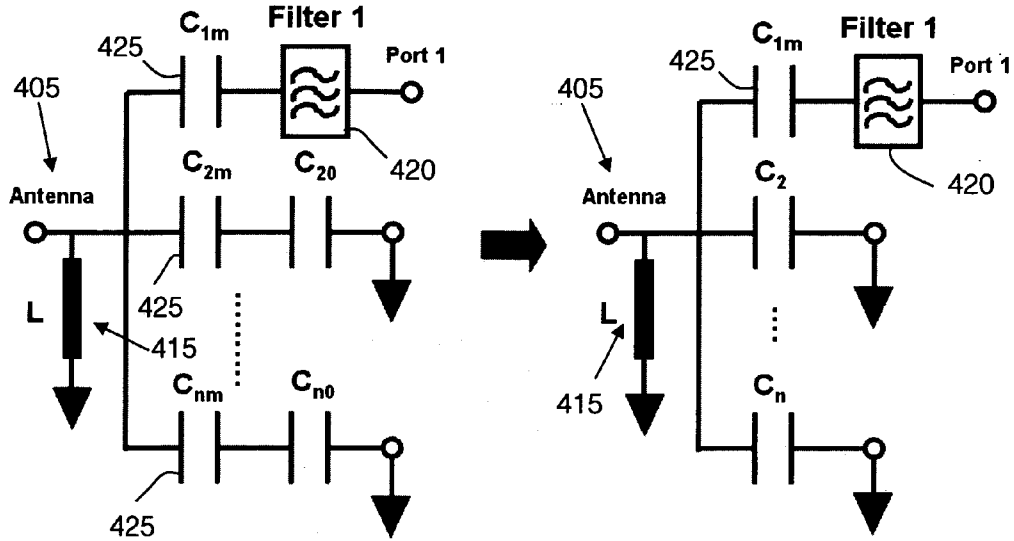 C1m
Filter 1
425
Port 1
405
420
C2m
C20
Antenna
425
L
415
Cnm
Cn0
425
C1m
Filter 1
425
Port 1
405
420
C2
Antenna
L
415
Cn